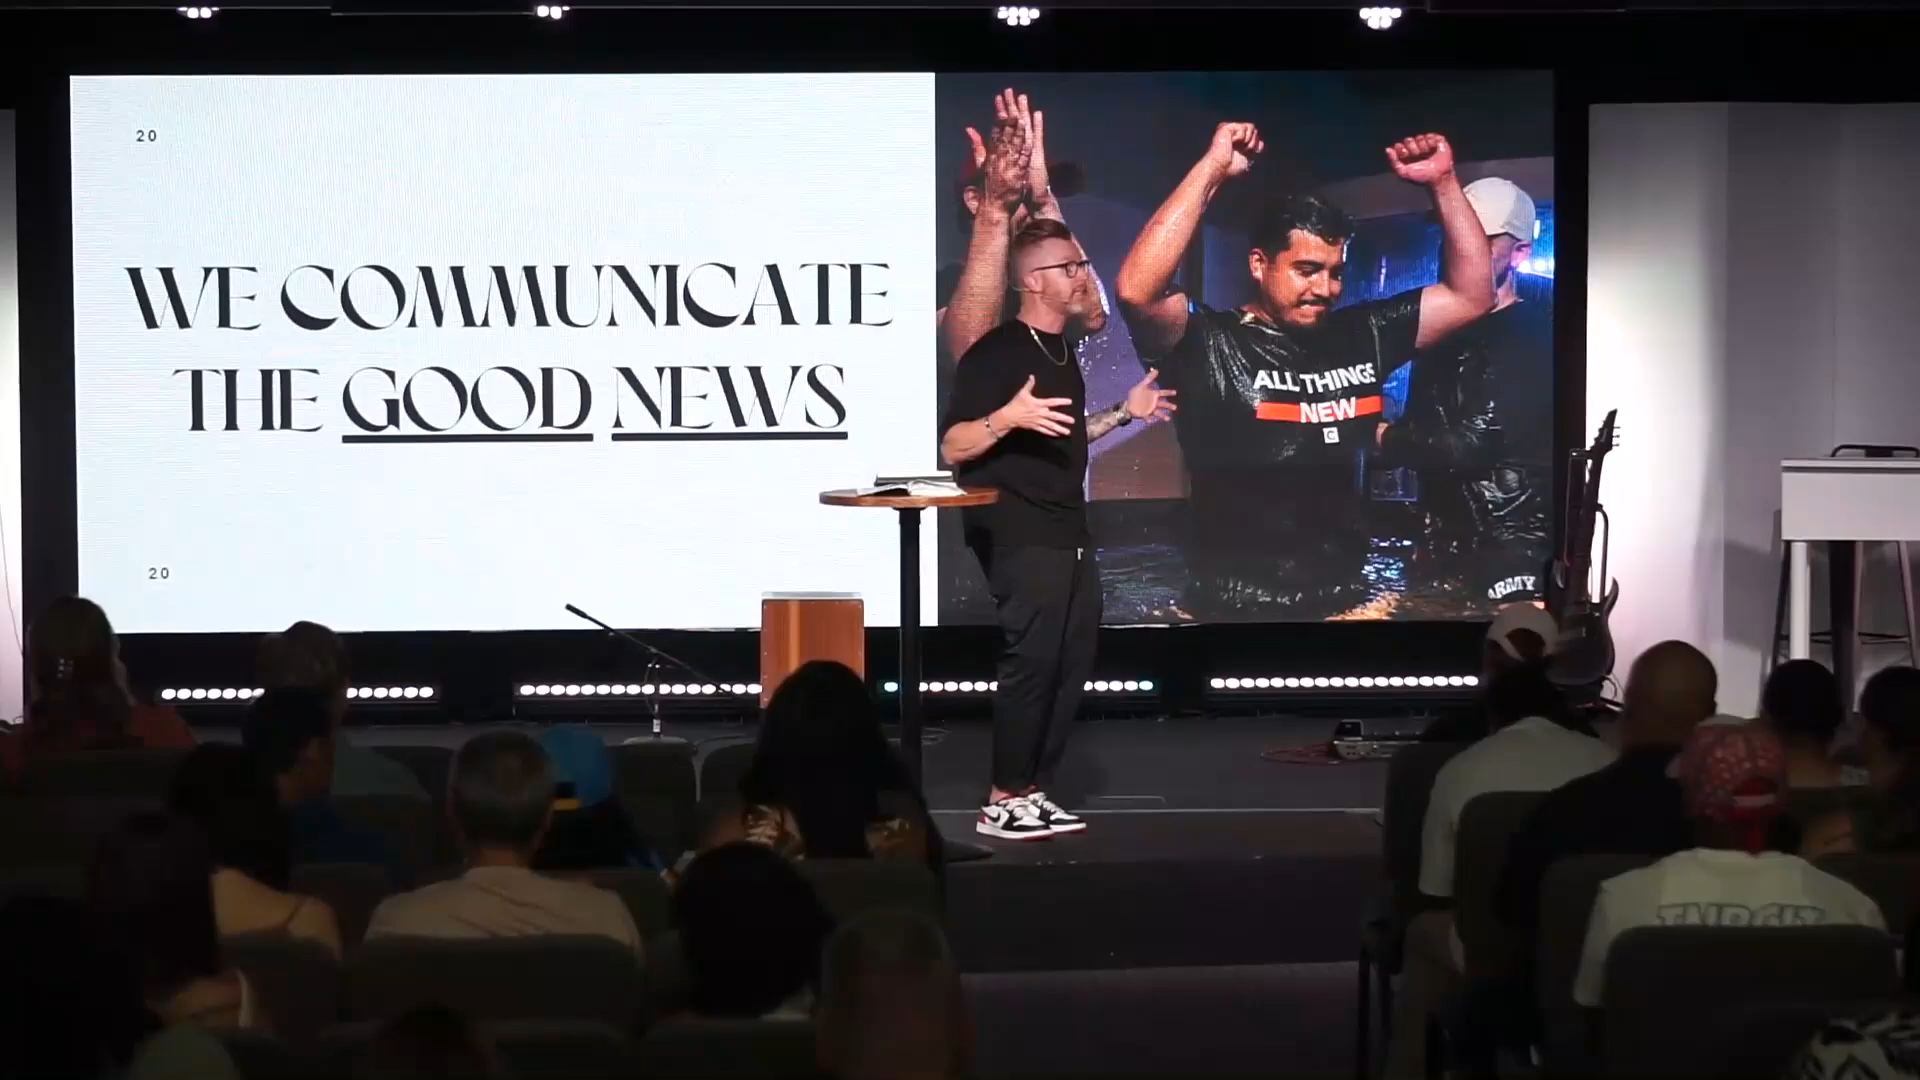 20
WE COMMUNICATE
THE GOOD NEWS
20
ALL THINGS
NEW
C
ARMY